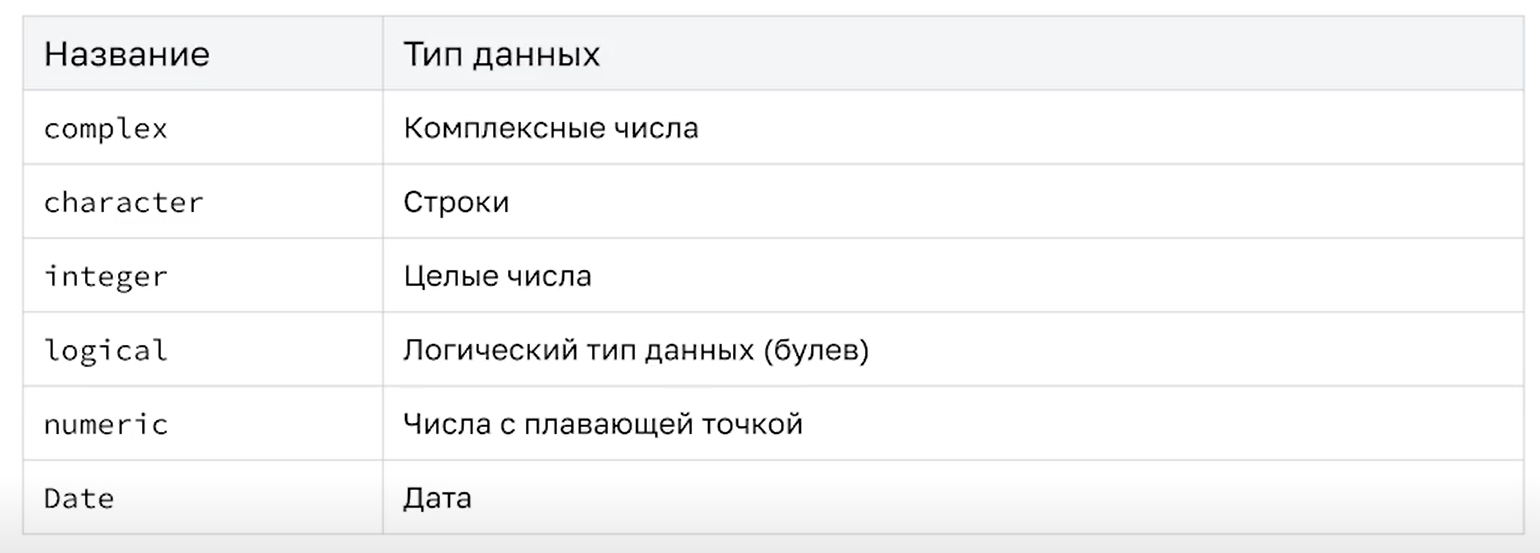 Название Тип данных
complex Комплексные числа
character Строки
integer Целые числа
logical Логический тип данных (булев)
numeric Числа с плавающей точкой
Date Дата